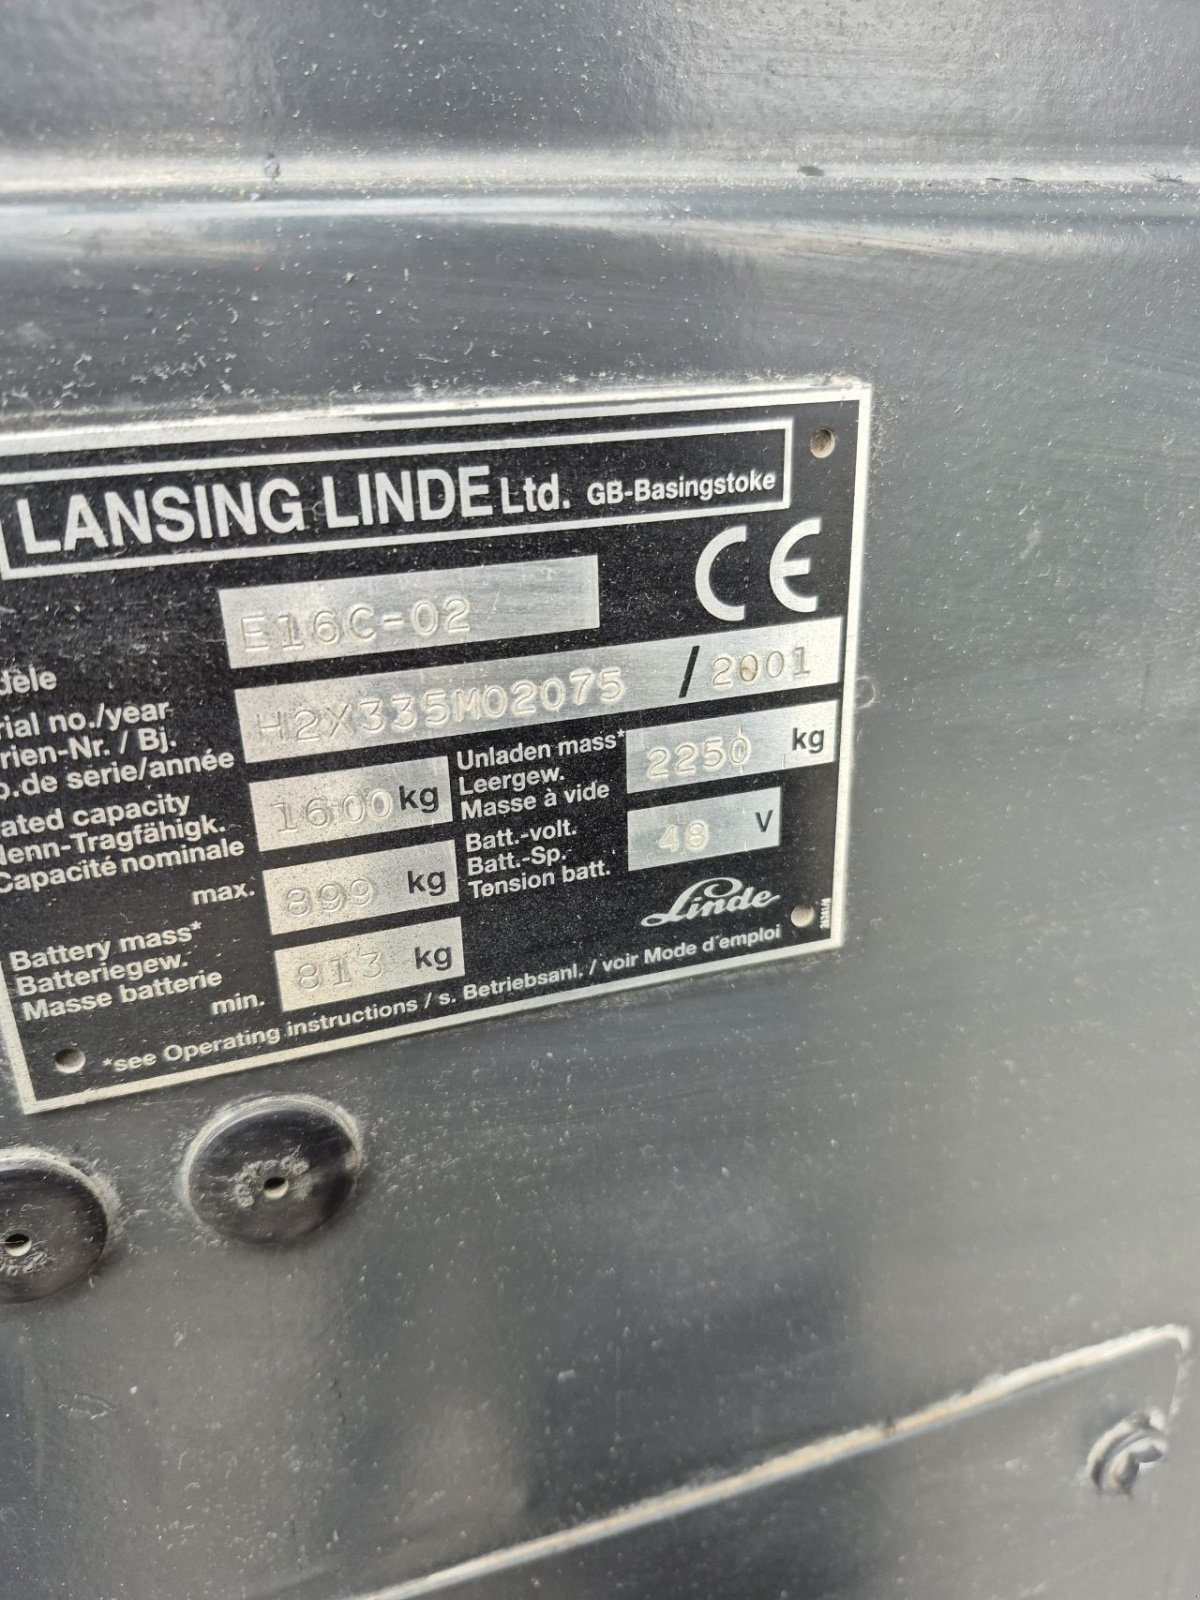 LANSING LINDE Ltd. GB-Basingstoke
CE
dèle E16C-02
rial no./year
rien-Nr. / Bj. H2X335M02075 / 2001
o.de série/année
ated capacity
Nenn-Tragfähigk. 1600 kg
Capacité nominale
Unladen mass*
Leergew. 2250 kg
Masse à vide
Batt.-volt.
Batt.-Sp. 48 V
Tension batt.
max. 899 kg
Battery mass*
Batteriegew.
Masse batterie
min. 813 kg
Linde
*see Operating instructions / s. Betriebsanl. / voir Mode d'emploi